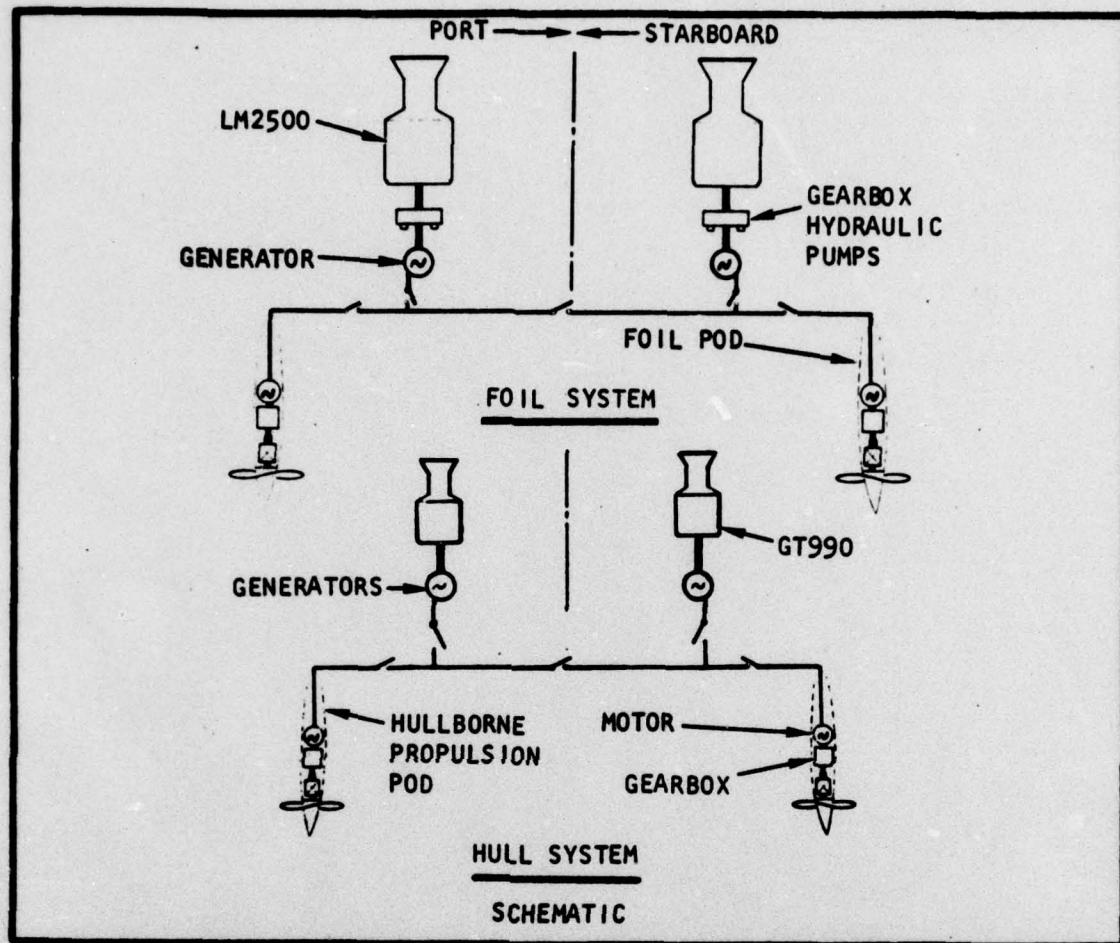 PORT STARBOARD
LM2500
GEARBOX
HYDRAULIC
PUMPS
GENERATOR
FOIL POD
FOIL SYSTEM
GT990
GENERATORS
HULLBORNE
PROPULSION
POD
MOTOR
GEARBOX
HULL SYSTEM
SCHEMATIC